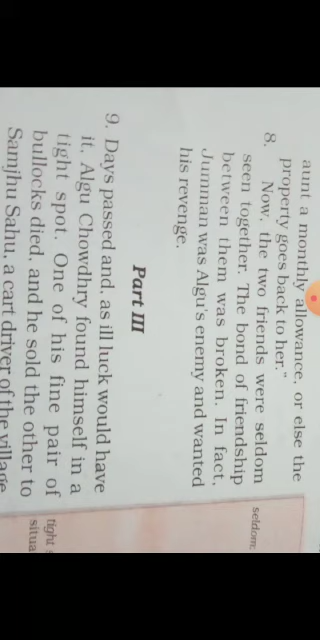 aunt a monthly allowance, or else the
property goes back to her."
8. Now, the two friends were seldom
seen together. The bond of friendship
between them was broken. In fact,
Jumman was Algu's enemy and wanted
his revenge.
Part III
9. Days passed and, as ill luck would have
it, Algu Chowdhry found himself in a
tight spot. One of his fine pair of
bullocks died, and he sold the other to
Samjhu Sahu, a cart driver of the village
seldom:
tight